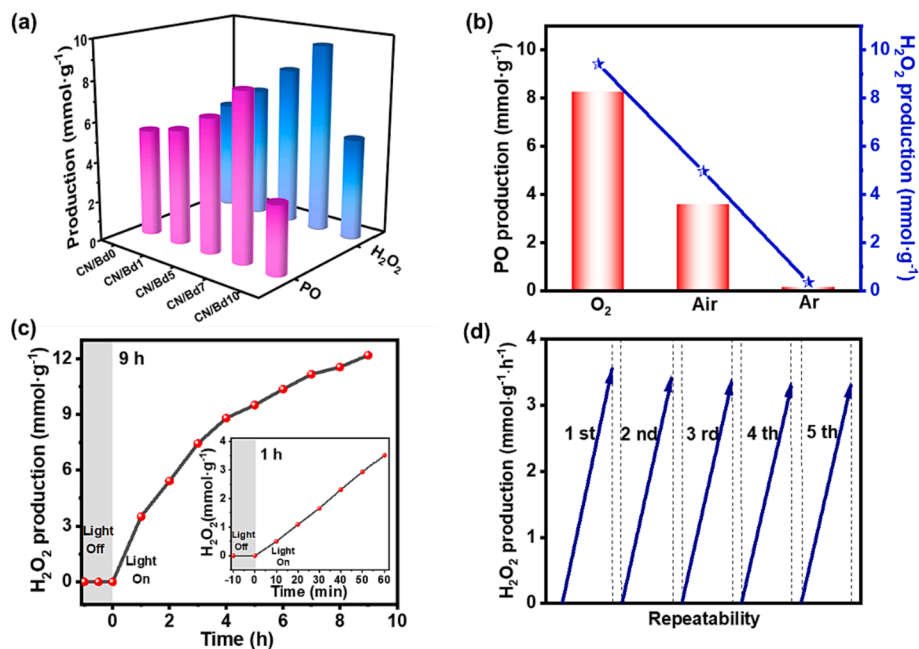 (a)
Production (mmol·g⁻¹)
10
8
6
4
2
0
CN/Bd0
CN/Bd1
CN/Bd5
CN/Bd7
CN/Bd10
PO
H₂O₂
(b)
PO production (mmol·g⁻¹)
10
8
6
4
2
0
O₂ Air Ar
10
8
6
4
2
0
H₂O₂ production (mmol·g⁻¹)
(c)
H₂O₂ production (mmol·g⁻¹)
12
9
6
3
0
9 h
Light
Off
Light
On
0 2 4 6 8 10
Time (h)
H₂O₂(mmol·g⁻¹)
4
3
2
1
0
1 h
Light
Off
Light
On
-10 0 10 20 30 40 50 60
Time (min)
(d)
H₂O₂ production (mmol·g⁻¹·h⁻¹)
4
3
2
1
0
1 st 2 nd 3 rd 4 th 5 th
Repeatability